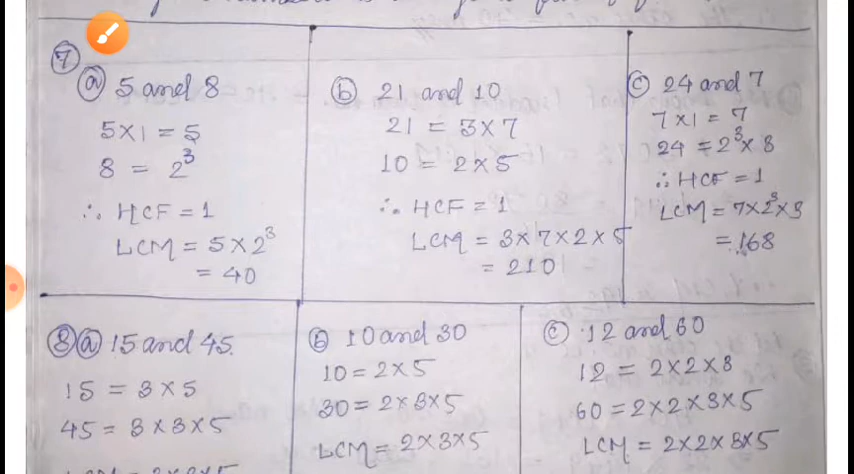 ⑦
ⓐ 5 and 8
5×1 = 5
8 = 2³
∴ HCF = 1
LCM = 5×2³
= 40
ⓑ 21 and 10
21 = 3×7
10 = 2×5
∴ HCF = 1
LCM = 3×7×2×5
= 210
ⓒ 24 and 7
7×1 = 7
24 = 2³×3
∴ HCF = 1
LCM = 7×2³×3
= 168
⑧ ⓐ 15 and 45
15 = 3×5
45 = 3×3×5
ⓑ 10 and 30
10 = 2×5
30 = 2×3×5
LCM = 2×3×5
ⓒ 12 and 60
12 = 2×2×3
60 = 2×2×3×5
LCM = 2×2×3×5